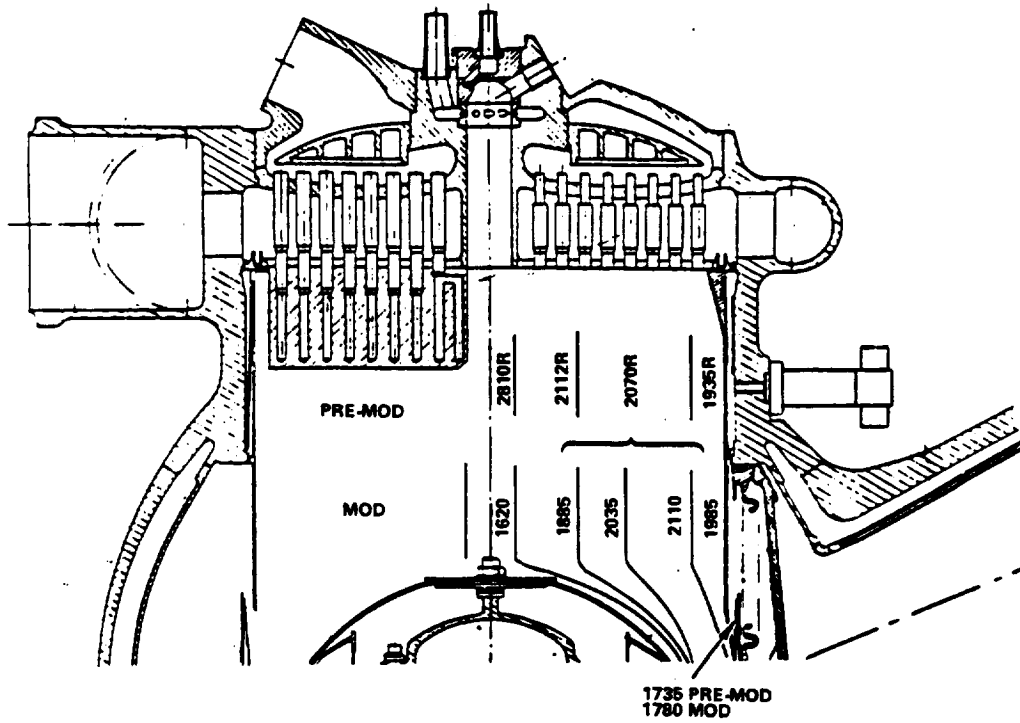 PRE-MOD
2810R
2112R
2070R
1935R
MOD
1620
1885
2035
2110
1985
1735 PRE-MOD
1780 MOD